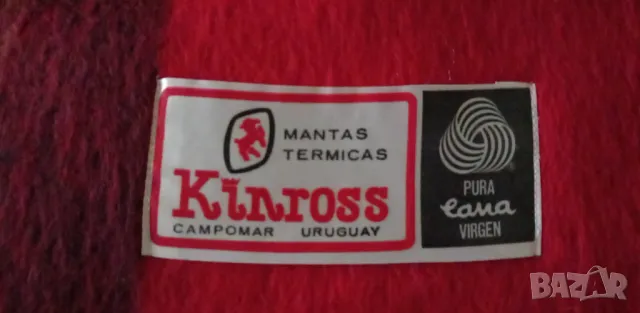 MANTAS
TERMICAS
Kinross
CAMPOMAR URUGUAY
PURA
Lana
VIRGEN
BAZAR